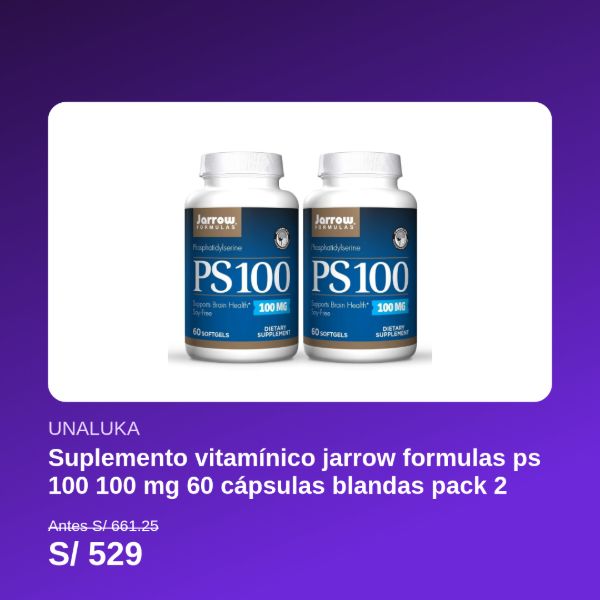 Jarrow
FORMULAS
Phosphatidylserine
PS100
Supports Brain Health*
Soy-Free
100 MG
60 SOFTGELS
DIETARY
SUPPLEMENT
Jarrow
FORMULAS
Phosphatidylserine
PS100
Supports Brain Health*
Soy-Free
100 MG
60 SOFTGELS
DIETARY
SUPPLEMENT
UNALUKA
Suplemento vitamínico jarrow formulas ps
100 100 mg 60 cápsulas blandas pack 2
Antes S/ 661.25
S/ 529